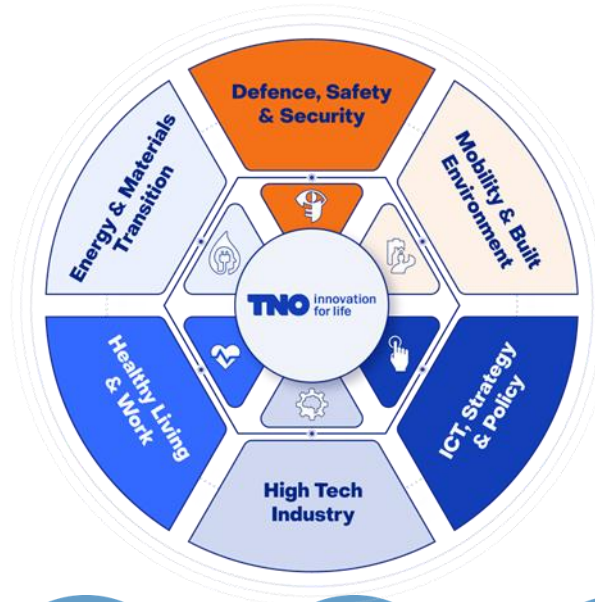 Defence, Safety
& Security
Energy & Materials
Transition
Mobility & Built
Environment
TNO innovation
for life
Healthy Living
& Work
ICT, Strategy
& Policy
High Tech
Industry